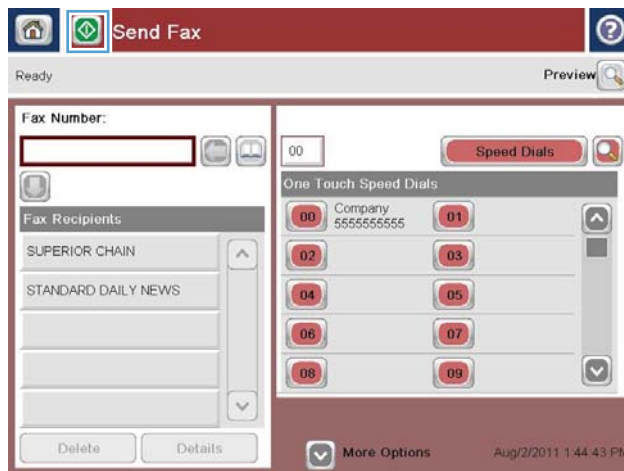 Send Fax
Ready
Preview
Fax Number:
00
Speed Dials
One Touch Speed Dials
Fax Recipients
SUPERIOR CHAIN
STANDARD DAILY NEWS
00 Company 01
5555555555
02 03
04 05
06 07
08 09
Delete Details
More Options
Aug/2/2011 1:44:43 PM